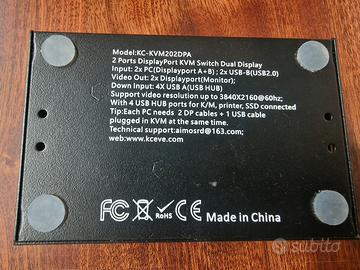 Model:KC-KVM202DPA
2 Ports DisplayPort KVM Switch Dual Display
Input: 2x PC(Displayport A+B) ; 2x USB-B(USB2.0)
Video Out: 2x Displayport(Monitor);
Down Input: 4X USB A(USB HUB)
Support video resolution up to 3840X2160@60hz;
With 4 USB HUB ports for K/M, printer, SSD connected
Tip:Each PC needs 2 DP cables + 1 USB cable
plugged in KVM at the same time.
Technical support:aimosrd@163.com;
web:www.kceve.com
FC RoHS CE Made in China
subito